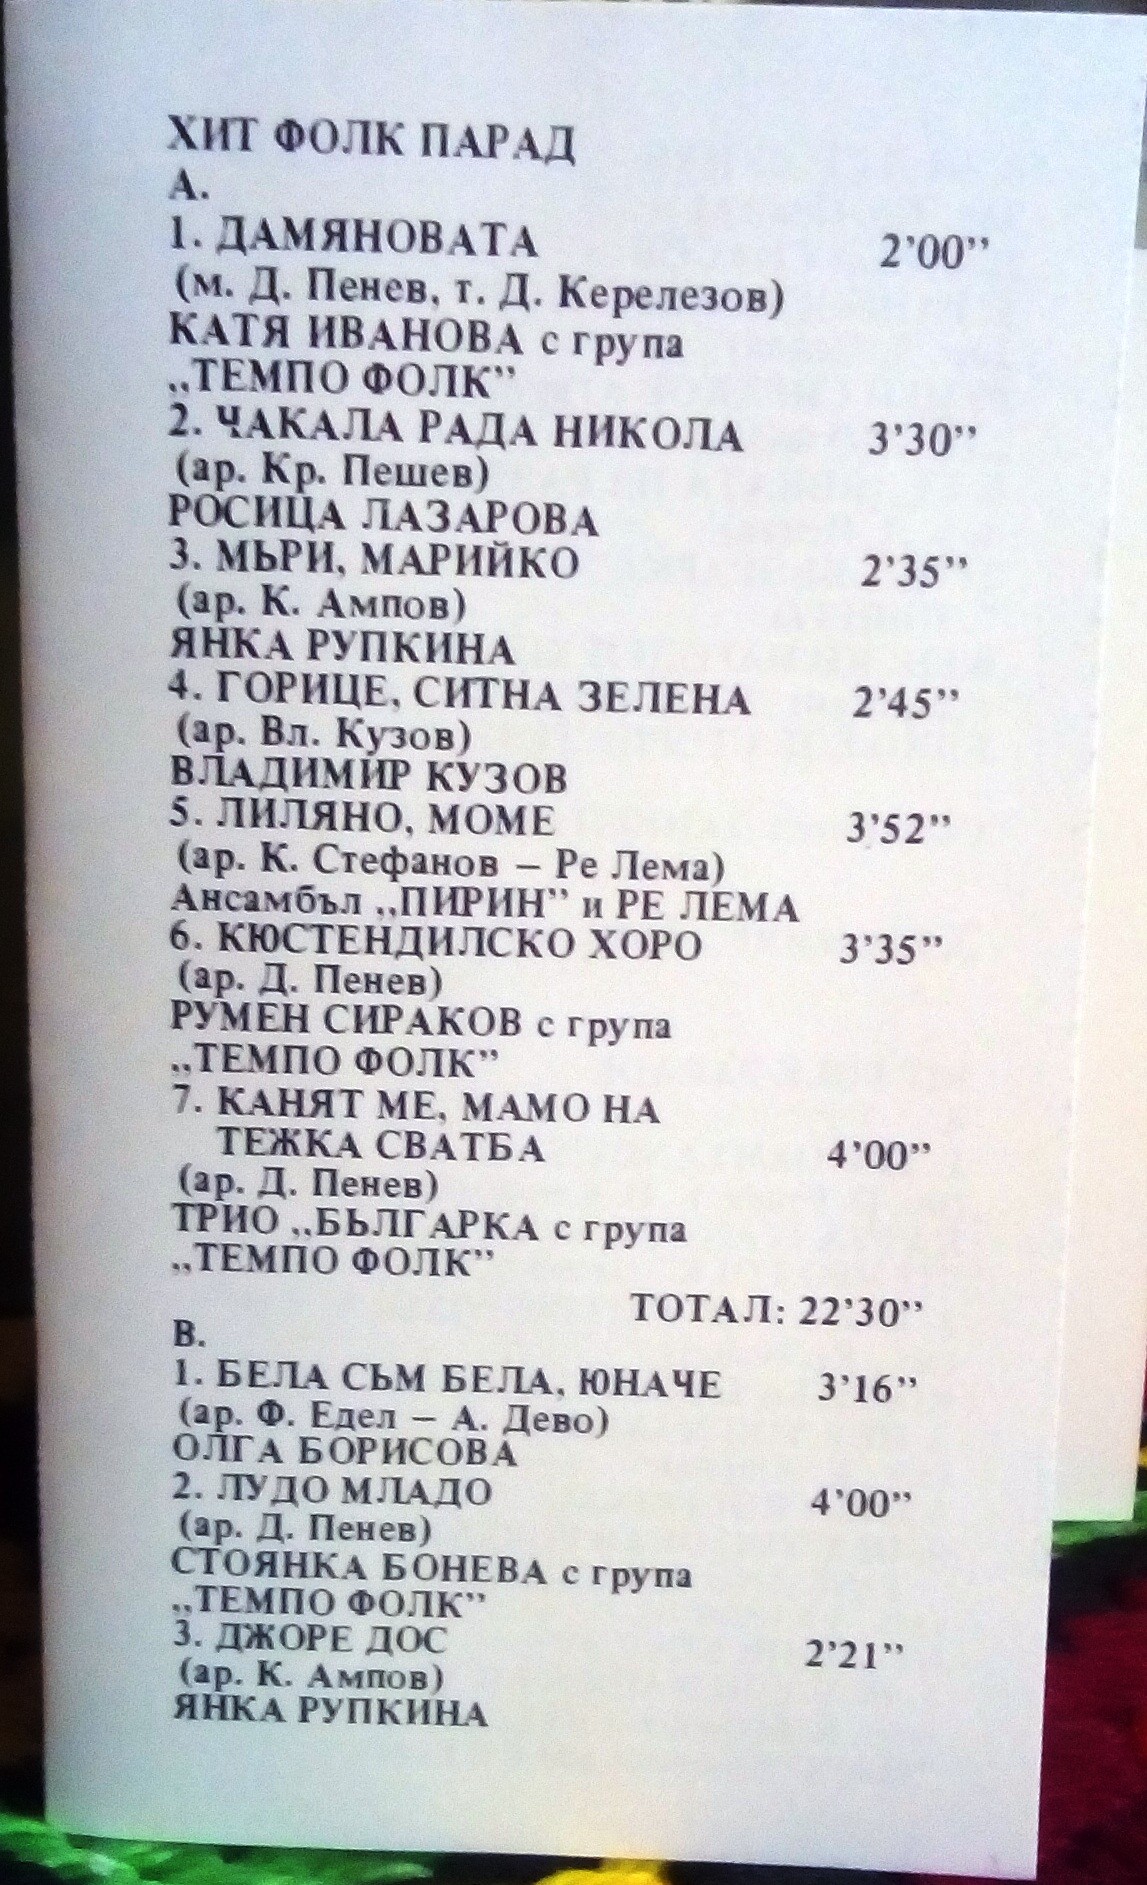 ХИТ ФОЛК ПАРАД
А.
1. ДАМЯНОВАТА 2’00”
(м. Д. Пенев, т. Д. Керелезов)
КАТЯ ИВАНОВА с група
„ТЕМПО ФОЛК”
2. ЧАКАЛА РАДА НИКОЛА 3’30”
(ар. Кр. Пешев)
РОСИЦА ЛАЗАРОВА
3. МЬРИ, МАРИЙКО 2’35”
(ар. К. Ампов)
ЯНКА РУПКИНА
4. ГОРИЦЕ, СИТНА ЗЕЛЕНА 2’45”
(ар. Вл. Кузов)
ВЛАДИМИР КУЗОВ
5. ЛИЛЯНО, МОМЕ 3’52”
(ар. К. Стефанов – Ре Лема)
Ансамбъл „ПИРИН” и РЕ ЛЕМА
6. КЮСТЕНДИЛСКО ХОРО 3’35”
(ар. Д. Пенев)
РУМЕН СИРАКОВ с група
„ТЕМПО ФОЛК”
7. КАНЯТ МЕ, МАМО НА
ТЕЖКА СВАТБА 4’00”
(ар. Д. Пенев)
ТРИО „БЬЛГАРКА с група
„ТЕМПО ФОЛК”
ТОТАЛ: 22’30”
В.
1. БЕЛА СЬМ БЕЛА, ЮНАЧЕ 3’16”
(ар. Ф. Едел – А. Дево)
ОЛГА БОРИСОВА
2. ЛУДО МЛАДО 4’00”
(ар. Д. Пенев)
СТОЯНКА БОНЕВА с група
„ТЕМПО ФОЛК”
3. ДЖОРЕ ДОС 2’21”
(ар. К. Ампов)
ЯНКА РУПКИНА